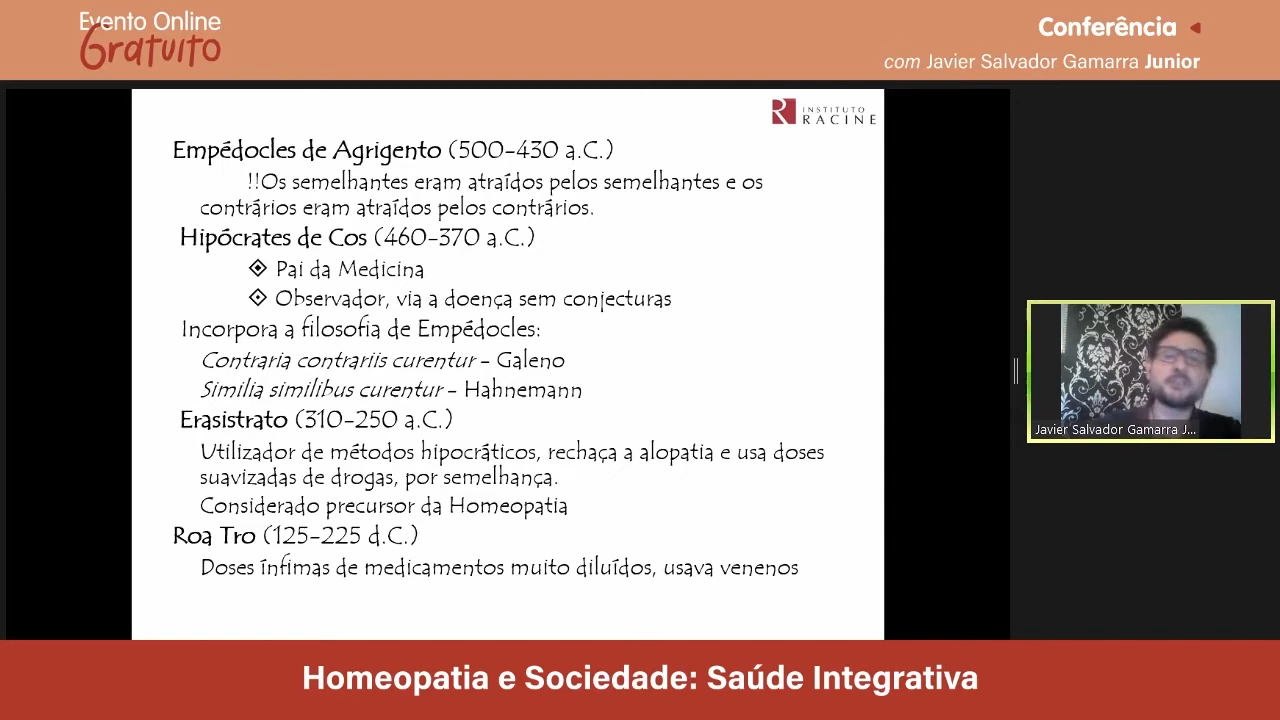 Evento Online
Gratuito
Conferência
com Javier Salvador Gamarra Junior
INSTITUTO
RACINE
Empédocles de Agrigento (500-430 a.C.)
!!Os semelhantes eram atraídos pelos semelhantes e os
contrários eram atraídos pelos contrários.
Hipócrates de Cos (460-370 a.C.)
Pai da Medicina
Observador, via a doença sem conjecturas
Incorpora a filosofia de Empédocles:
Contraria contrariis curentur - Galeno
Similia similibus curentur - Hahnemann
Erasistrato (310-250 a.C.)
Utilizador de métodos hipocráticos, rechaça a alopatia e usa doses
suavizadas de drogas, por semelhança.
Considerado precursor da Homeopatia
Roa Tro (125-225 d.C.)
Doses ínfimas de medicamentos muito diluídos, usava venenos
Javier Salvador Gamarra J...
Homeopatia e Sociedade: Saúde Integrativa